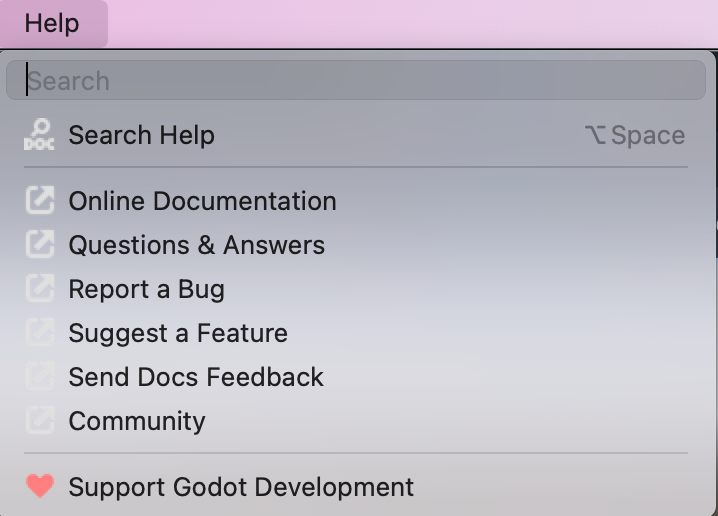 Help
Search
DOC Search Help ⌥Space
Online Documentation
Questions & Answers
Report a Bug
Suggest a Feature
Send Docs Feedback
Community
Support Godot Development